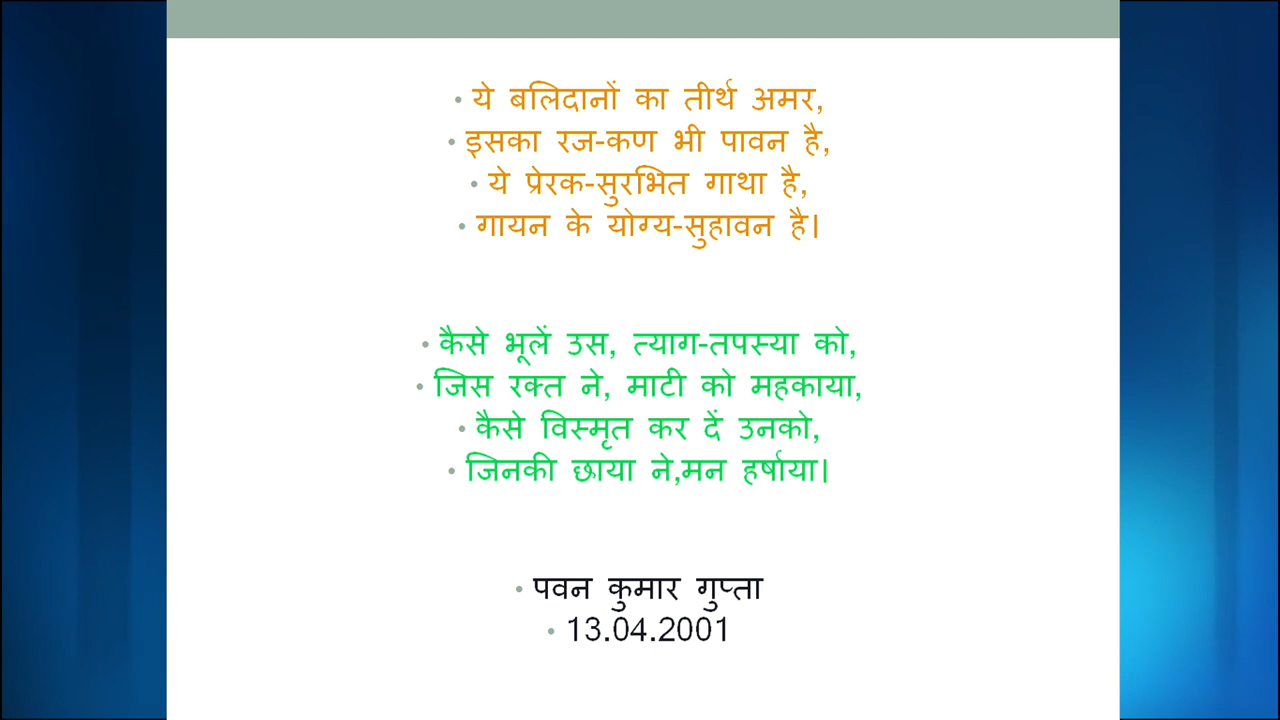 • ये बलिदानों का तीर्थ अमर,
• इसका रज-कण भी पावन है,
• ये प्रेरक-सुरभित गाथा है,
• गायन के योग्य-सुहावन है।
• कैसे भूलें उस, त्याग-तपस्या को,
• जिस रक्त ने, माटी को महकाया,
• कैसे विस्मृत कर दें उनको,
• जिनकी छाया ने,मन हर्षाया।
• पवन कुमार गुप्ता
• 13.04.2001